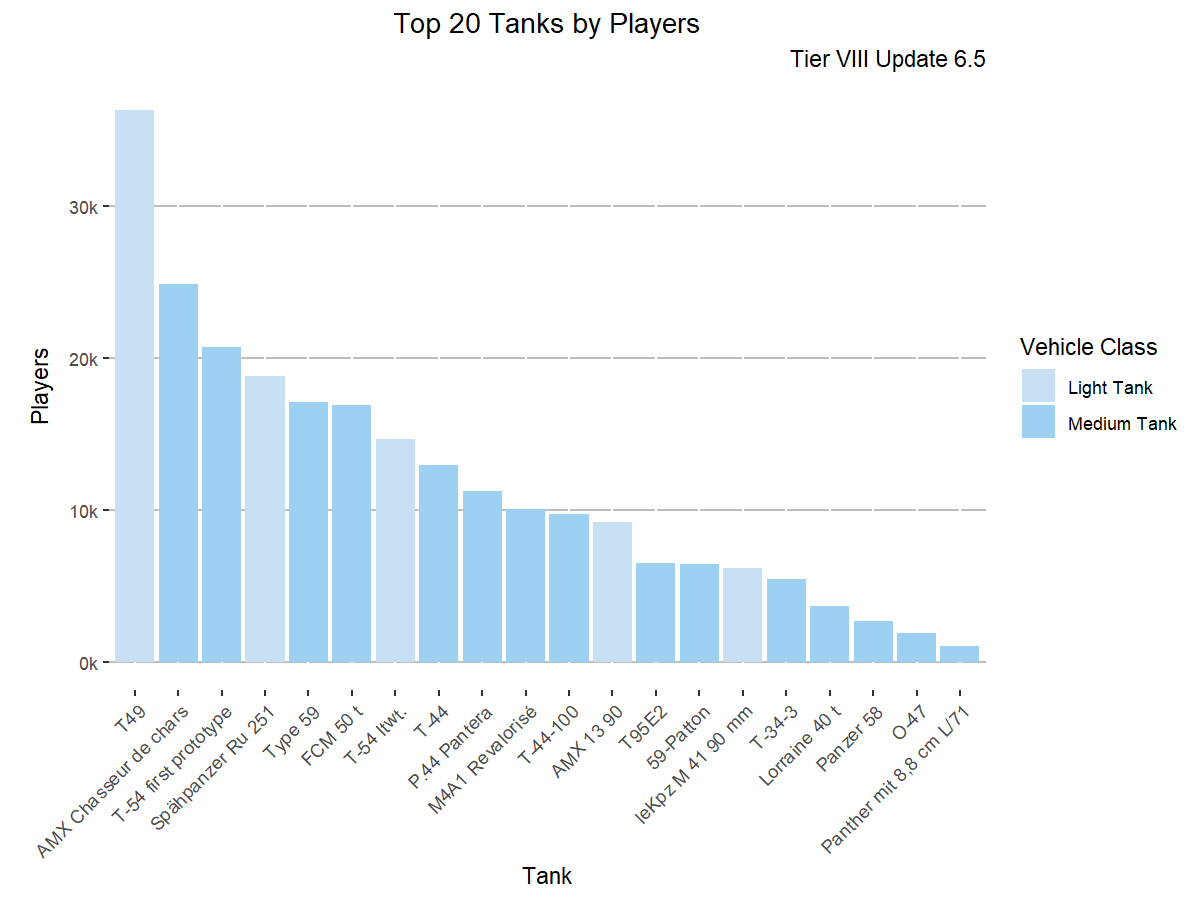 Top 20 Tanks by Players
Tier VIII Update 6.5
Players
30k
20k
10k
0k
T49
AMX Chasseur de chars
T-54 first prototype
Spähpanzer Ru 251
Type 59
FCM 50 t
T-54 ltwt.
T-44
P.44 Pantera
M4A1 Revalorisé
T-44-100
AMX 13 90
T95E2
59-Patton
leKpz M 41 90 mm
T-34-3
Lorraine 40 t
Panzer 58
O-47
Panther mit 8,8 cm L/71
Tank
Vehicle Class
Light Tank
Medium Tank